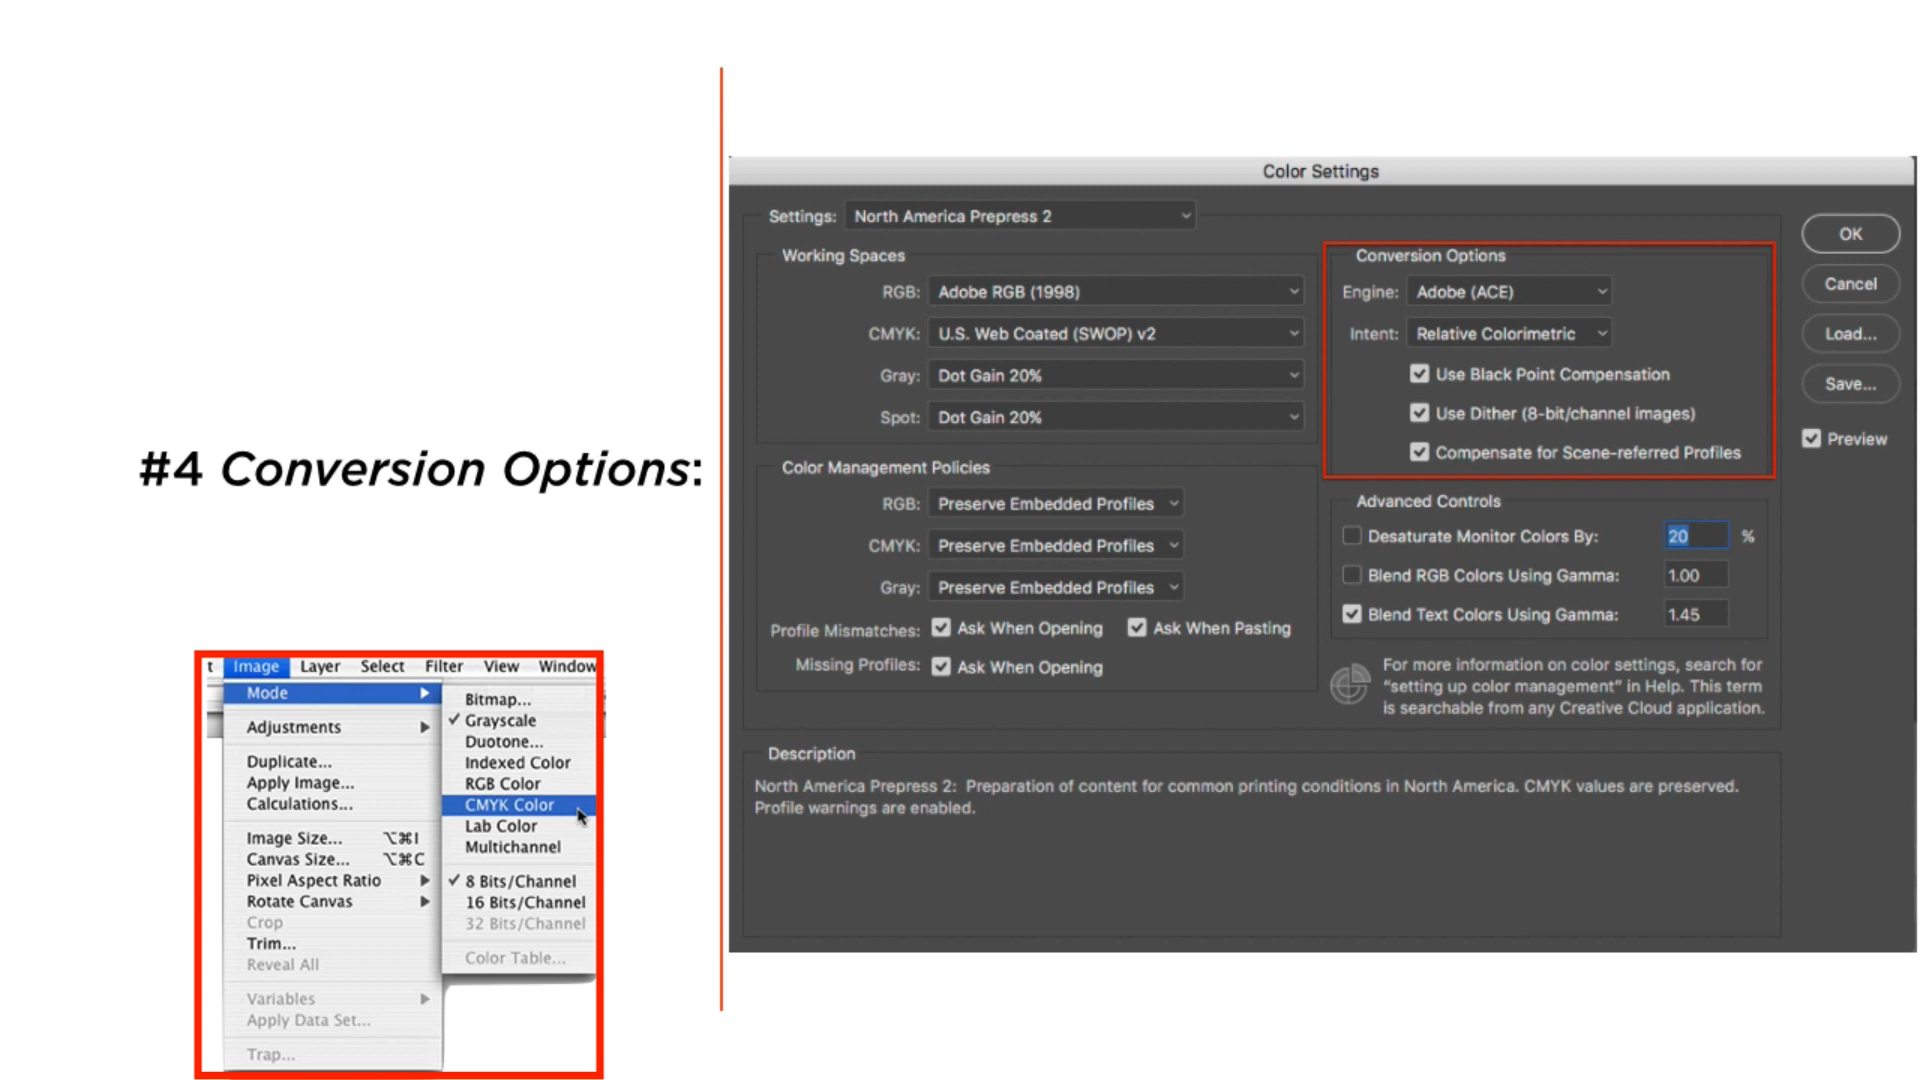 #4 Conversion Options:
t Image Layer Select Filter View Window
Mode
Adjustments
Duplicate...
Apply Image...
Calculations...
Image Size... ⌥⌘I
Canvas Size... ⌥⌘C
Pixel Aspect Ratio
Rotate Canvas
Crop
Trim...
Reveal All
Variables
Apply Data Set...
Trap...
Bitmap...
✓ Grayscale
Duotone...
Indexed Color
RGB Color
CMYK Color
Lab Color
Multichannel
✓ 8 Bits/Channel
16 Bits/Channel
32 Bits/Channel
Color Table...
Color Settings
Settings: North America Prepress 2
Working Spaces
RGB: Adobe RGB (1998)
CMYK: U.S. Web Coated (SWOP) v2
Gray: Dot Gain 20%
Spot: Dot Gain 20%
Color Management Policies
RGB: Preserve Embedded Profiles
CMYK: Preserve Embedded Profiles
Gray: Preserve Embedded Profiles
Profile Mismatches: Ask When Opening Ask When Pasting
Missing Profiles: Ask When Opening
Conversion Options
Engine: Adobe (ACE)
Intent: Relative Colorimetric
Use Black Point Compensation
Use Dither (8-bit/channel images)
Compensate for Scene-referred Profiles
Advanced Controls
Desaturate Monitor Colors By: 20 %
Blend RGB Colors Using Gamma: 1.00
Blend Text Colors Using Gamma: 1.45
For more information on color settings, search for
“setting up color management” in Help. This term
is searchable from any Creative Cloud application.
OK
Cancel
Load...
Save...
Preview
Description
North America Prepress 2: Preparation of content for common printing conditions in North America. CMYK values are preserved.
Profile warnings are enabled.